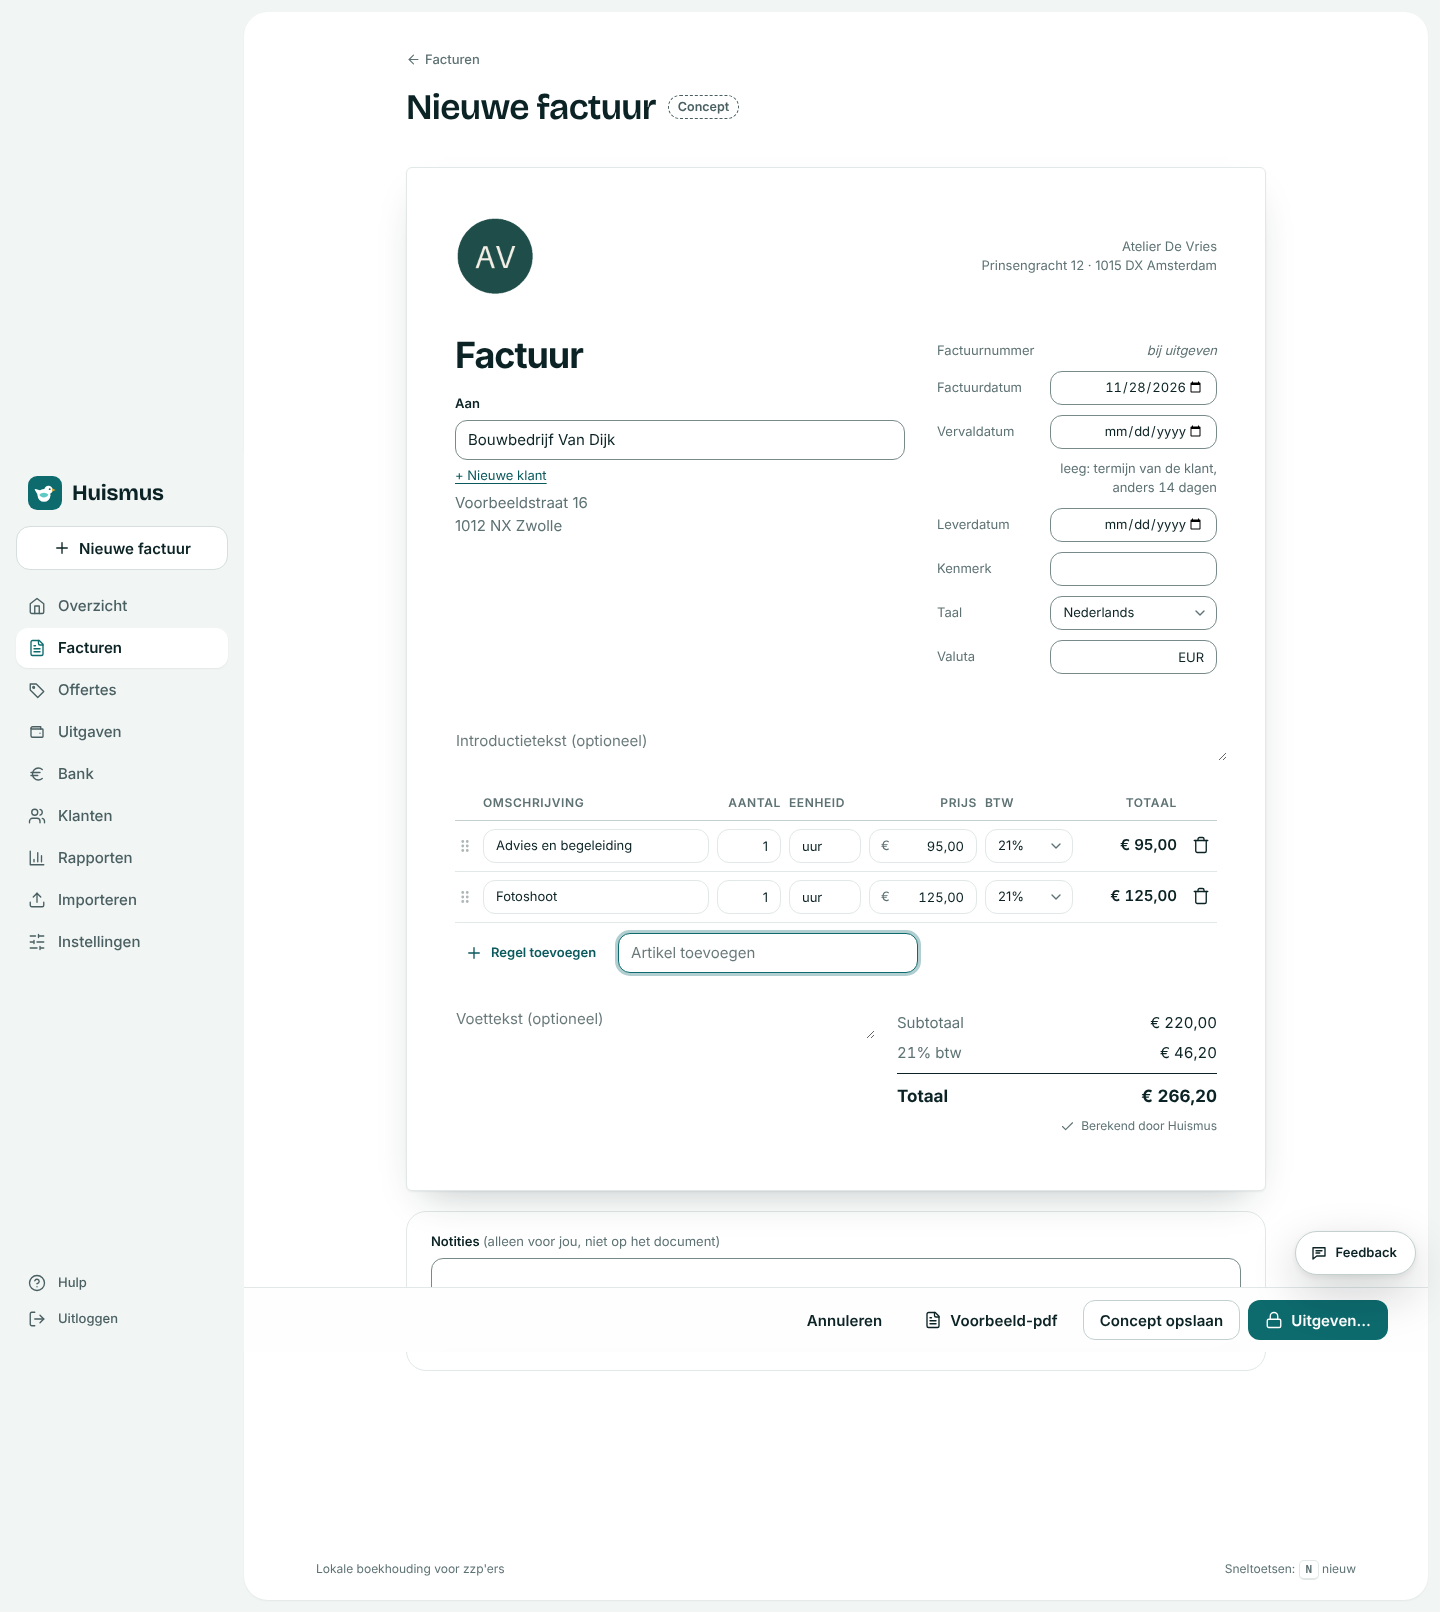 Huismus
Nieuwe factuur
Overzicht
Facturen
Offertes
Uitgaven
Bank
Klanten
Rapporten
Importeren
Instellingen
Hulp
Uitloggen
Facturen
Nieuwe factuur Concept
AV
Atelier De Vries
Prinsengracht 12 · 1015 DX Amsterdam
Factuur
Aan
Bouwbedrijf Van Dijk
+ Nieuwe klant
Voorbeeldstraat 16
1012 NX Zwolle
Factuurnummer bij uitgeven
Factuurdatum 11/28/2026
Vervaldatum mm/dd/yyyy
leeg: termijn van de klant,
anders 14 dagen
Leverdatum mm/dd/yyyy
Kenmerk
Taal Nederlands
Valuta EUR
Introductietekst (optioneel)
OMSCHRIJVING AANTAL EENHEID PRIJS BTW TOTAAL
Advies en begeleiding 1 uur € 95,00 21% € 95,00
Fotoshoot 1 uur € 125,00 21% € 125,00
Regel toevoegen Artikel toevoegen
Voettekst (optioneel)
Subtotaal € 220,00
21% btw € 46,20
Totaal € 266,20
Berekend door Huismus
Notities (alleen voor jou, niet op het document)
Feedback
Annuleren Voorbeeld-pdf Concept opslaan Uitgeven...
Lokale boekhouding voor zzp'ers
Sneltoetsen: N nieuw